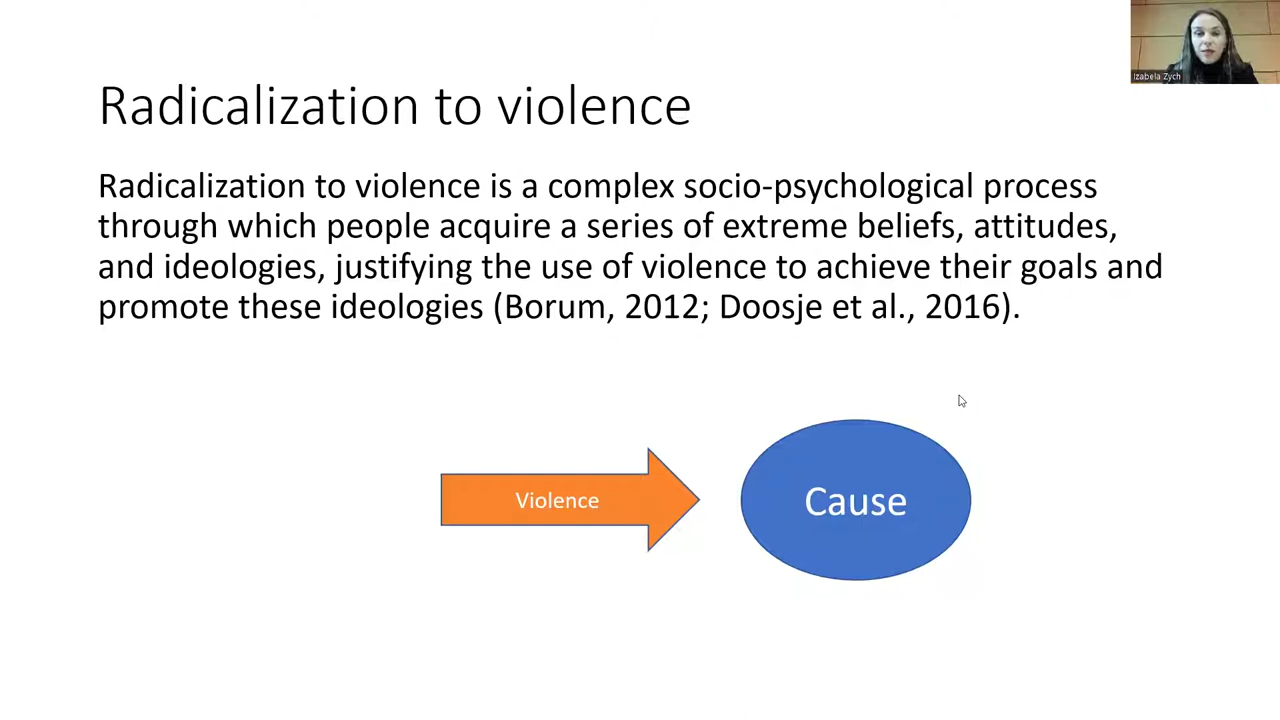 Izabela Zych
Radicalization to violence
Radicalization to violence is a complex socio-psychological process
through which people acquire a series of extreme beliefs, attitudes,
and ideologies, justifying the use of violence to achieve their goals and
promote these ideologies (Borum, 2012; Doosje et al., 2016).
Violence
Cause